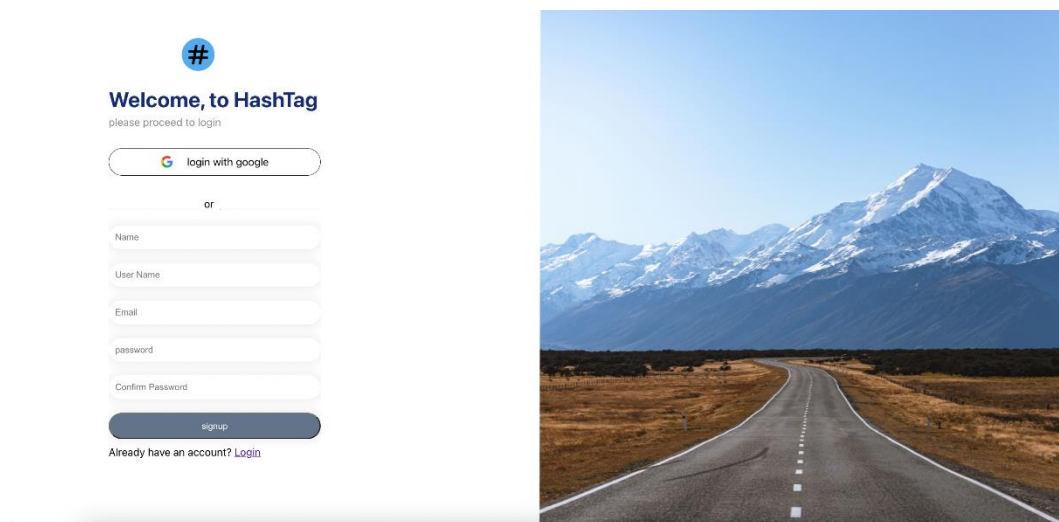 #
Welcome, to HashTag
please proceed to login
login with google
or
Name
User Name
Email
password
Confirm Password
signup
Already have an account? Login